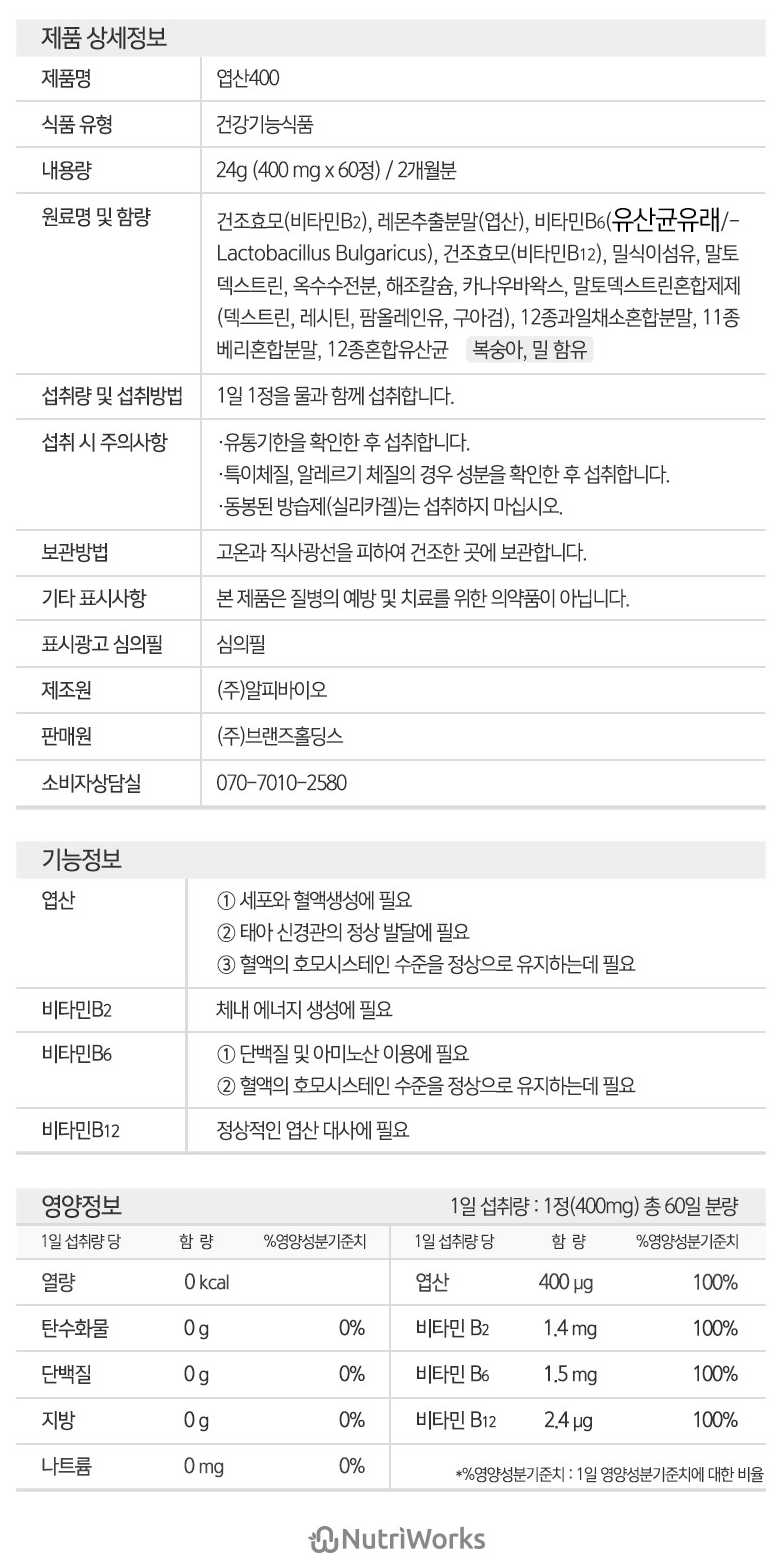 제품 상세정보
제품명 엽산400
식품 유형 건강기능식품
내용량 24g (400 mg x 60정) / 2개월분
원료명 및 함량 건조효모(비타민B2), 레몬추출분말(엽산), 비타민B6(유산균유래/-
Lactobacillus Bulgaricus), 건조효모(비타민B12), 밀식이섬유, 말토
덱스트린, 옥수수전분, 해조칼슘, 카나우바왁스, 말토덱스트린혼합제제
(덱스트린, 레시틴, 팜올레인유, 구아검), 12종과일채소혼합분말, 11종
베리혼합분말, 12종혼합유산균 복숭아, 밀 함유
섭취량 및 섭취방법 1일 1정을 물과 함께 섭취합니다.
섭취 시 주의사항 ·유통기한을 확인한 후 섭취합니다.
·특이체질, 알레르기 체질의 경우 성분을 확인한 후 섭취합니다.
·동봉된 방습제(실리카겔)는 섭취하지 마십시오.
보관방법 고온과 직사광선을 피하여 건조한 곳에 보관합니다.
기타 표시사항 본 제품은 질병의 예방 및 치료를 위한 의약품이 아닙니다.
표시광고 심의필 심의필
제조원 (주)알피바이오
판매원 (주)브랜즈홀딩스
소비자상담실 070-7010-2580
기능정보
엽산 ① 세포와 혈액생성에 필요
② 태아 신경관의 정상 발달에 필요
③ 혈액의 호모시스테인 수준을 정상으로 유지하는데 필요
비타민B2 체내 에너지 생성에 필요
비타민B6 ① 단백질 및 아미노산 이용에 필요
② 혈액의 호모시스테인 수준을 정상으로 유지하는데 필요
비타민B12 정상적인 엽산 대사에 필요
영양정보 1일 섭취량 : 1정(400mg) 총 60일 분량
1일 섭취량 당 함 량 %영양성분기준치 1일 섭취량 당 함 량 %영양성분기준치
열량 0 kcal 엽산 400 µg 100%
탄수화물 0 g 0% 비타민 B2 1.4 mg 100%
단백질 0 g 0% 비타민 B6 1.5 mg 100%
지방 0 g 0% 비타민 B12 2.4 µg 100%
나트륨 0 mg 0% *%영양성분기준치 : 1일 영양성분기준치에 대한 비율
NutriWorks